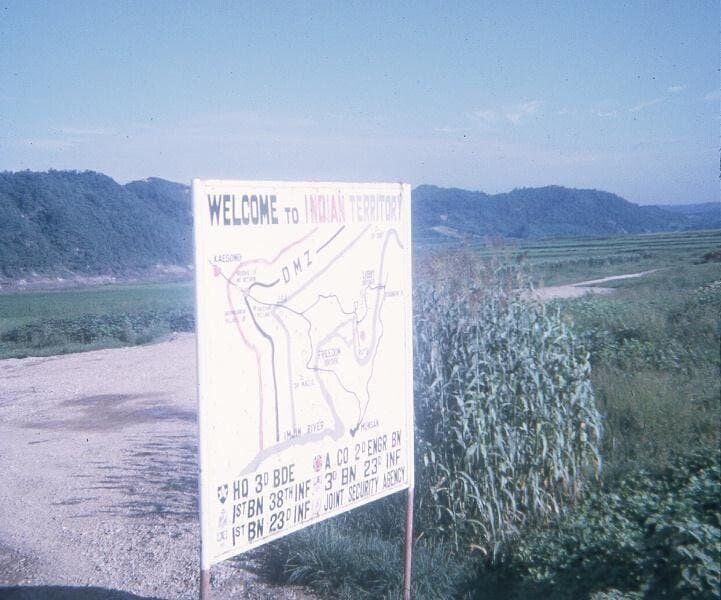 WELCOME TO INDIAN TERRITORY
KAESONG
DMZ
FREEDOM
BRIDGE
IMJIN RIVER
MUNSAN
HQ 3D BDE
1ST BN 38TH INF
1ST BN 23D INF
A CO 2D ENGR BN
3D BN 23D INF
JOINT SECURITY AGENCY